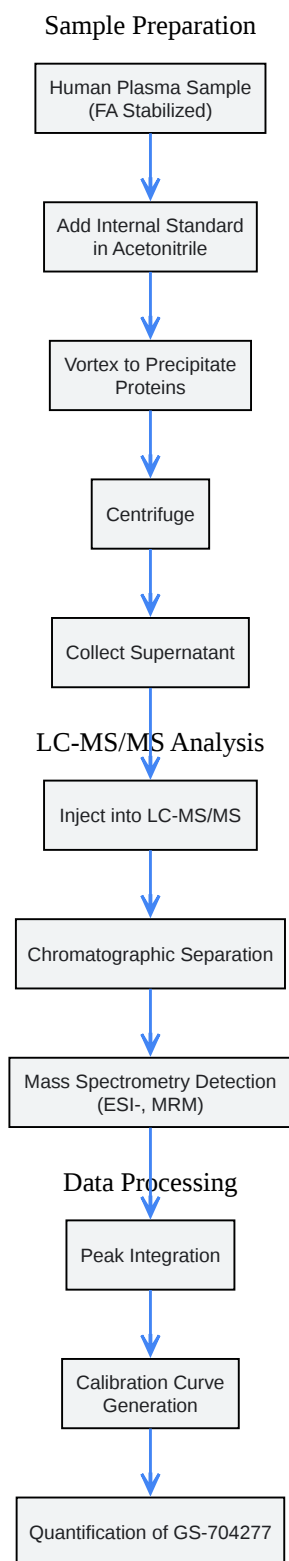 Sample Preparation
Human Plasma Sample
(FA Stabilized)
Add Internal Standard
in Acetonitrile
Vortex to Precipitate
Proteins
Centrifuge
Collect Supernatant
LC-MS/MS Analysis
Inject into LC-MS/MS
Chromatographic Separation
Mass Spectrometry Detection
(ESI-, MRM)
Data Processing
Peak Integration
Calibration Curve
Generation
Quantification of GS-704277